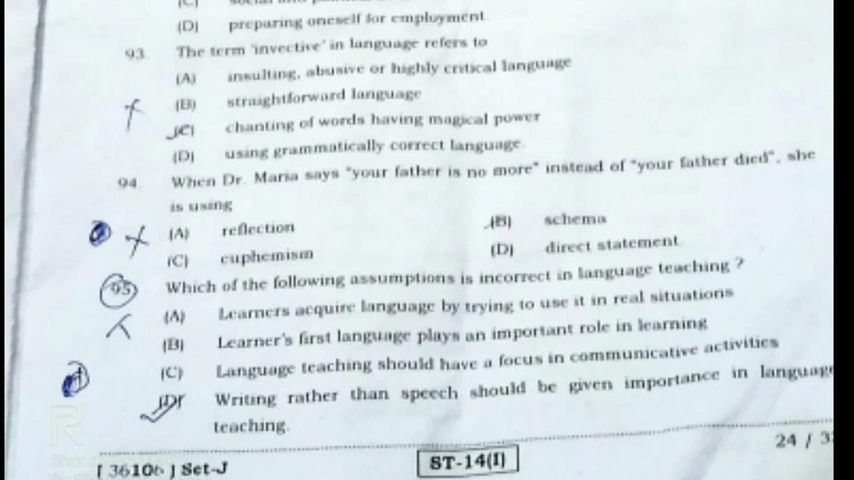 (D) preparing oneself for employment.
93. The term 'invective' in language refers to
(A) insulting, abusive or highly critical language
(B) straightforward language
(C) chanting of words having magical power
(D) using grammatically correct language.
94. When Dr. Maria says "your father is no more" instead of "your father died", she
is using
(A) reflection (B) schema
(C) euphemism (D) direct statement.
95 Which of the following assumptions is incorrect in language teaching ?
(A) Learners acquire language by trying to use it in real situations
(B) Learner's first language plays an important role in learning
(C) Language teaching should have a focus in communicative activities
(D) Writing rather than speech should be given importance in language
teaching.
24 / 3
[ 36106 ] Set-J ST-14(I)